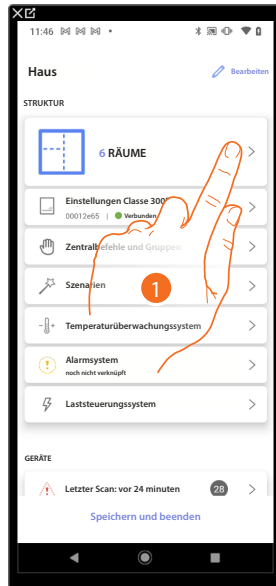 11:46
Haus
Bearbeiten
STRUKTUR
6 RÄUME
Einstellungen Classe 300
00012e65 | Verbunden
Zentralbefehle und Gruppen
Szenarien
1
Temperaturüberwachungssystem
Alarmsystem
noch nicht verknüpft
Laststeuerungssystem
GERÄTE
Letzter Scan: vor 24 minuten
28
Speichern und beenden